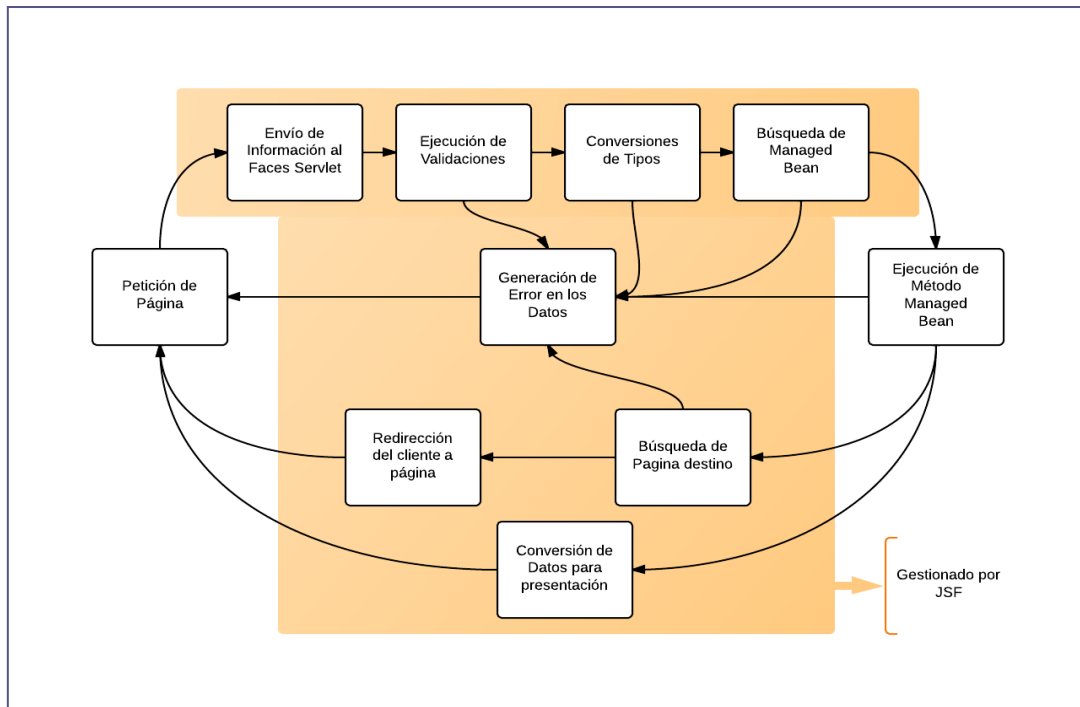 Envío de
Información al
Faces Servlet
Ejecución de
Validaciones
Conversiones
de Tipos
Búsqueda de
Managed
Bean
Petición de
Página
Generación de
Error en los
Datos
Ejecución de
Método
Managed
Bean
Redirección
del cliente a
página
Búsqueda de
Pagina destino
Conversión de
Datos para
presentación
Gestionado por
JSF